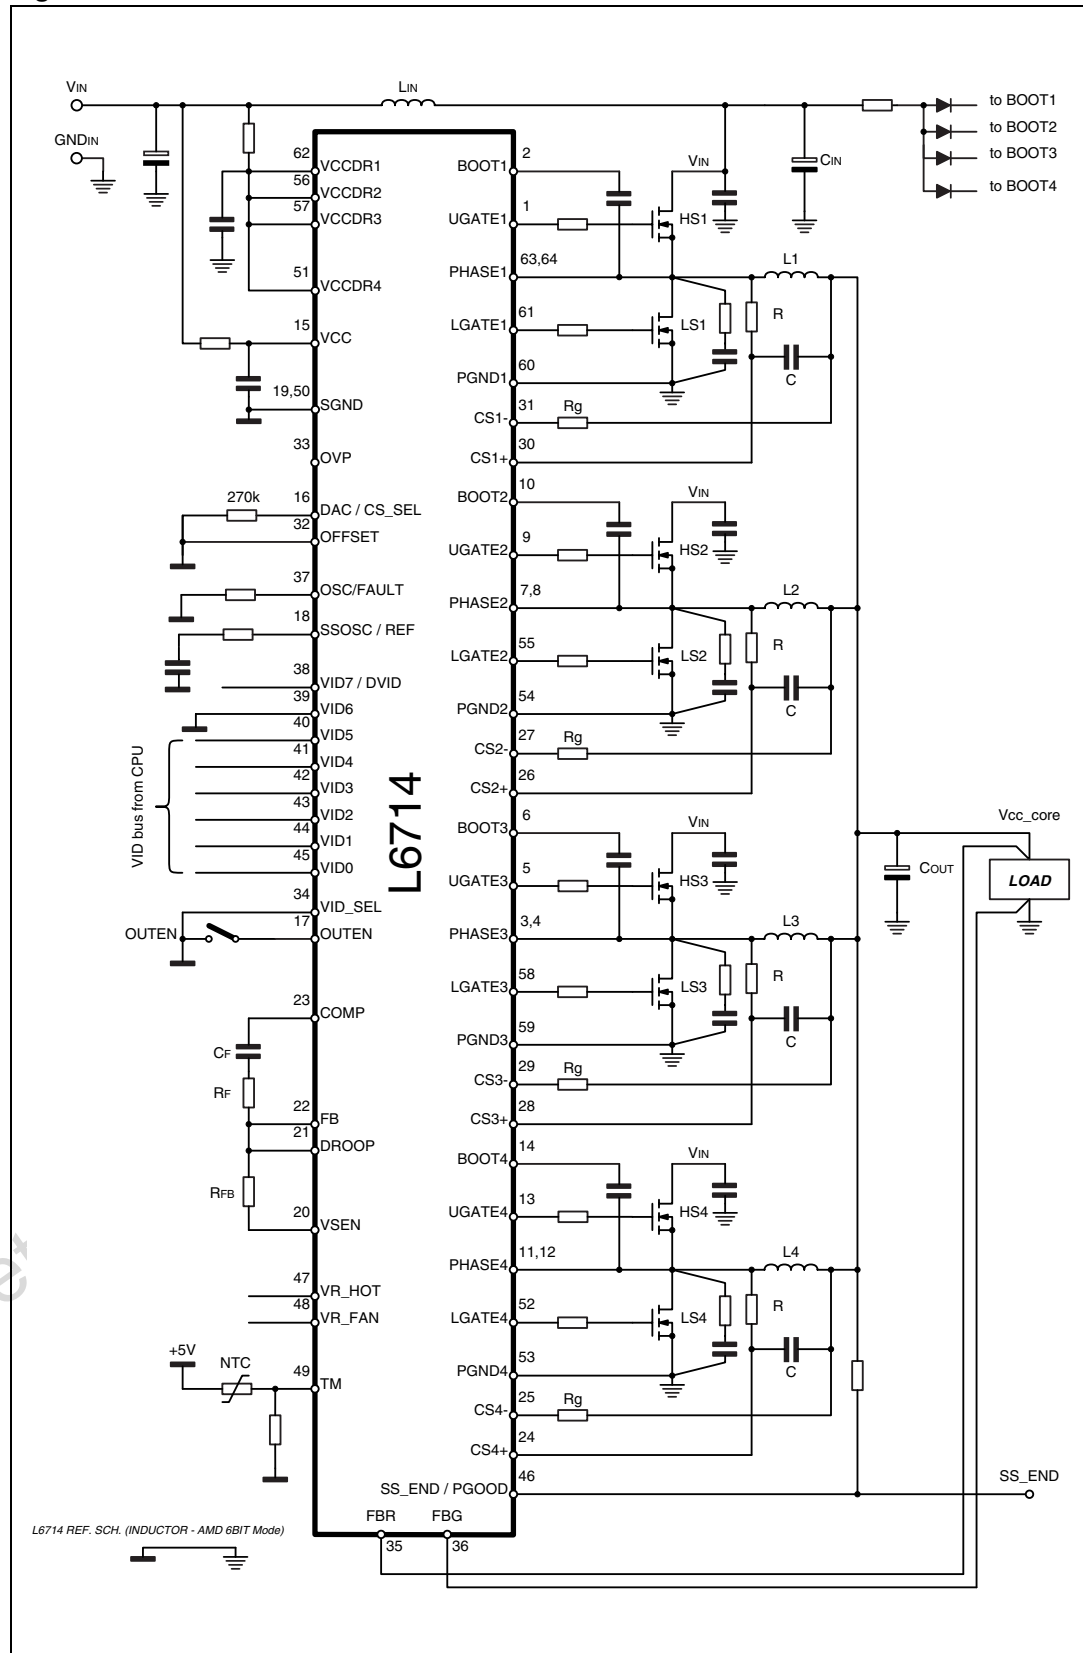 VIN
LIN
to BOOT1
to BOOT2
to BOOT3
to BOOT4
GNDIN
CIN
62 VCCDR1
56 VCCDR2
57 VCCDR3
51 VCCDR4
15 VCC
19,50 SGND
33 OVP
270k
16 DAC / CS_SEL
32 OFFSET
37 OSC/FAULT
18 SSOSC / REF
38 VID7 / DVID
39 VID6
40 VID5
41 VID4
42 VID3
43 VID2
44 VID1
45 VID0
VID bus from CPU
34 VID_SEL
OUTEN
17 OUTEN
23 COMP
CF
RF
22 FB
21 DROOP
RFB
20 VSEN
47 VR_HOT
48 VR_FAN
+5V
NTC
49 TM
L6714
BOOT1 2
VIN
UGATE1 1
HS1
PHASE1 63,64
L1
LGATE1 61
LS1
R
PGND1 60
C
CS1- 31
Rg
CS1+ 30
BOOT2 10
VIN
UGATE2 9
HS2
PHASE2 7,8
L2
LGATE2 55
LS2
R
PGND2 54
C
CS2- 27
Rg
CS2+ 26
BOOT3 6
VIN
UGATE3 5
HS3
PHASE3 3,4
L3
LGATE3 58
LS3
R
PGND3 59
C
CS3- 29
Rg
CS3+ 28
BOOT4 14
VIN
UGATE4 13
HS4
PHASE4 11,12
L4
LGATE4 52
LS4
R
PGND4 53
C
CS4- 25
Rg
CS4+ 24
SS_END / PGOOD 46
SS_END
Vcc_core
COUT
LOAD
FBR
FBG
35
36
L6714 REF. SCH. (INDUCTOR - AMD 6BIT Mode)